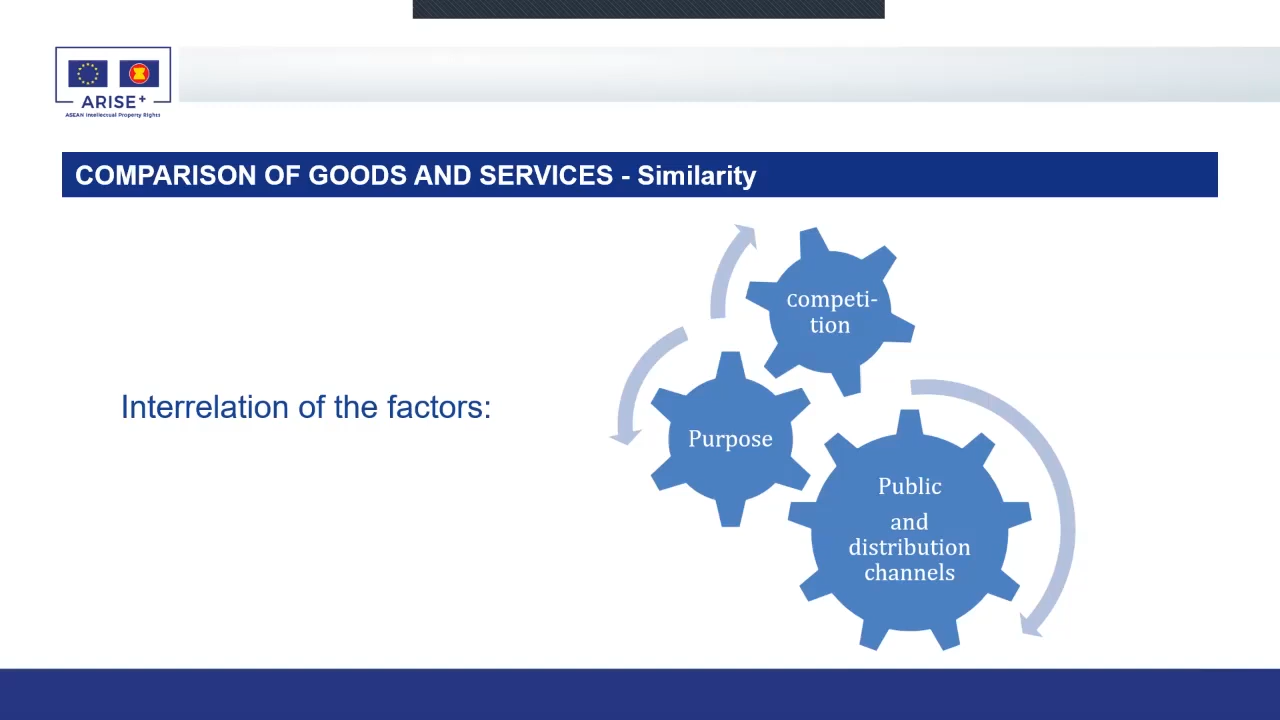 ARISE+
ASEAN Intellectual Property Rights
COMPARISON OF GOODS AND SERVICES - Similarity
Interrelation of the factors:
Competi-
tion
Purpose
Public
and
distribution
channels